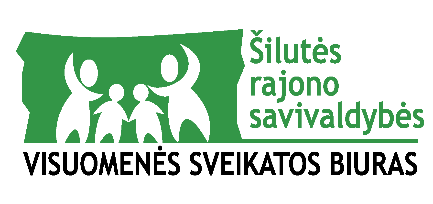 Šilutės
rajono
savivaldybės
VISUOMENĖS SVEIKATOS BIURAS